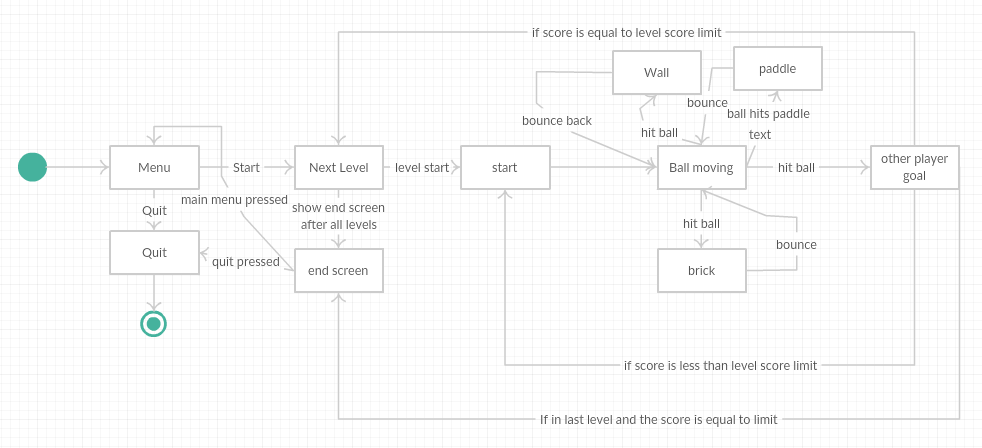 if score is equal to level score limit
Wall
paddle
bounce
ball hits paddle
bounce back
hit ball
text
Menu
Start
Next Level
level start
start
Ball moving
hit ball
other player
goal
main menu pressed
Quit
show end screen
after all levels
hit ball
bounce
Quit
quit pressed
end screen
brick
if score is less than level score limit
If in last level and the score is equal to limit